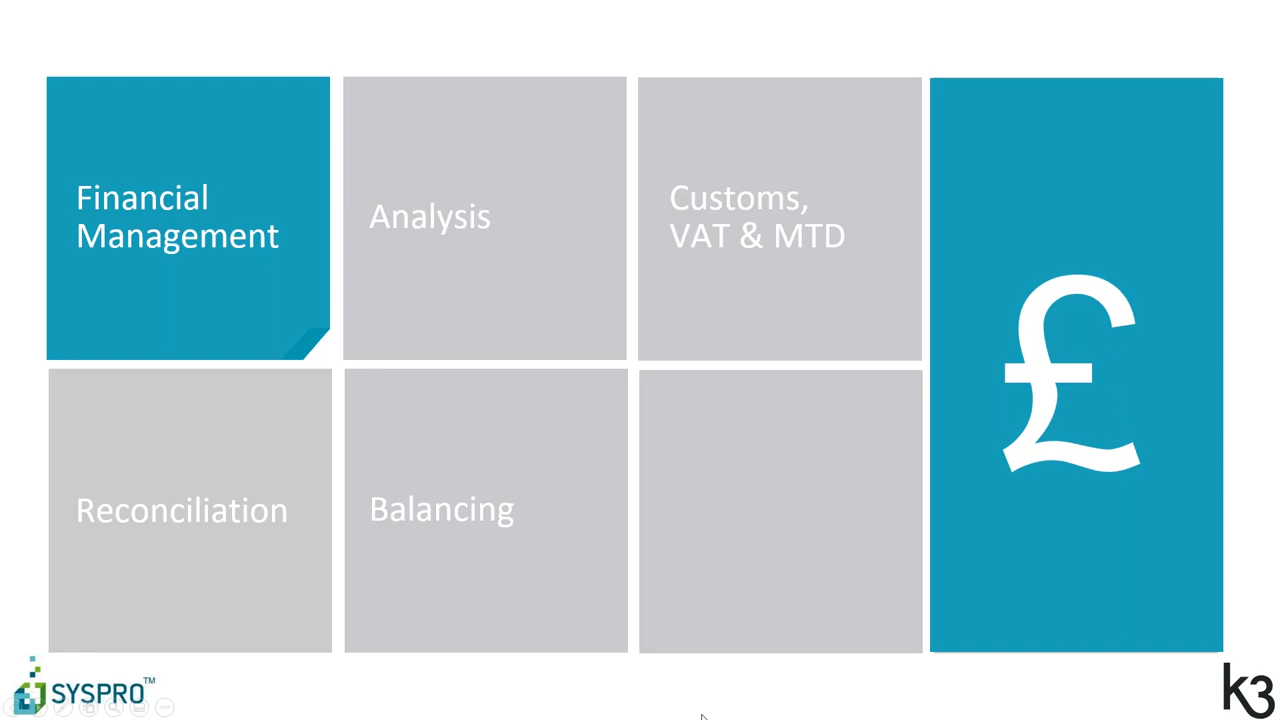 Financial
Management
Analysis
Customs,
VAT & MTD
£
Reconciliation
Balancing
SYSPRO™
k3